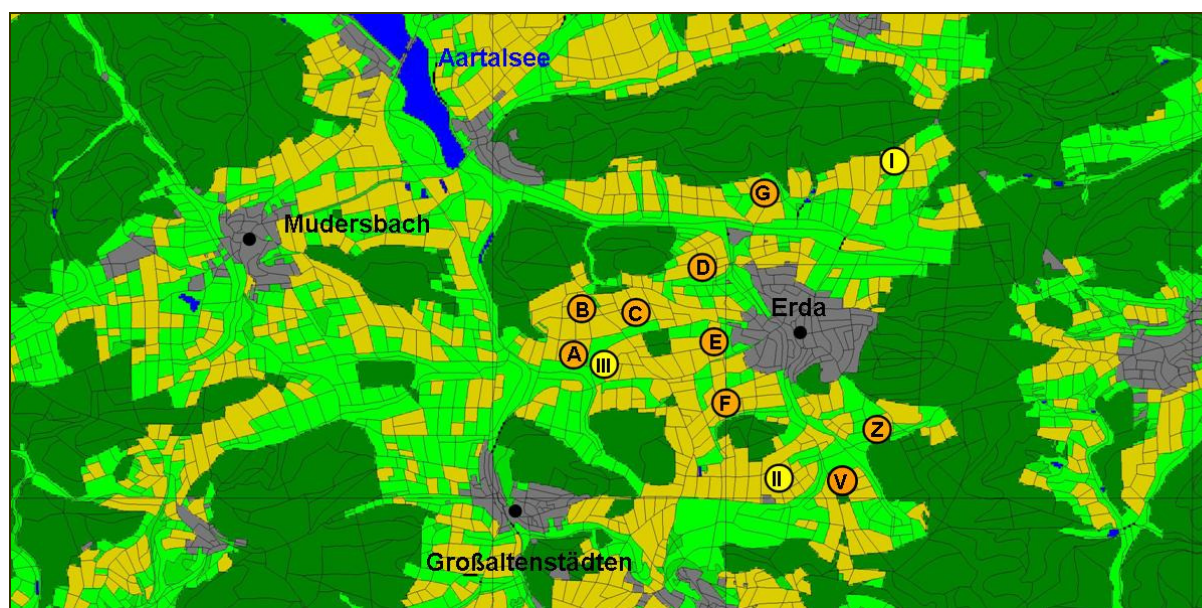 Aartalsee
I
G
Mudersbach
D
B
C
Erda
E
A
III
F
Z
II
V
Großaltenstädten